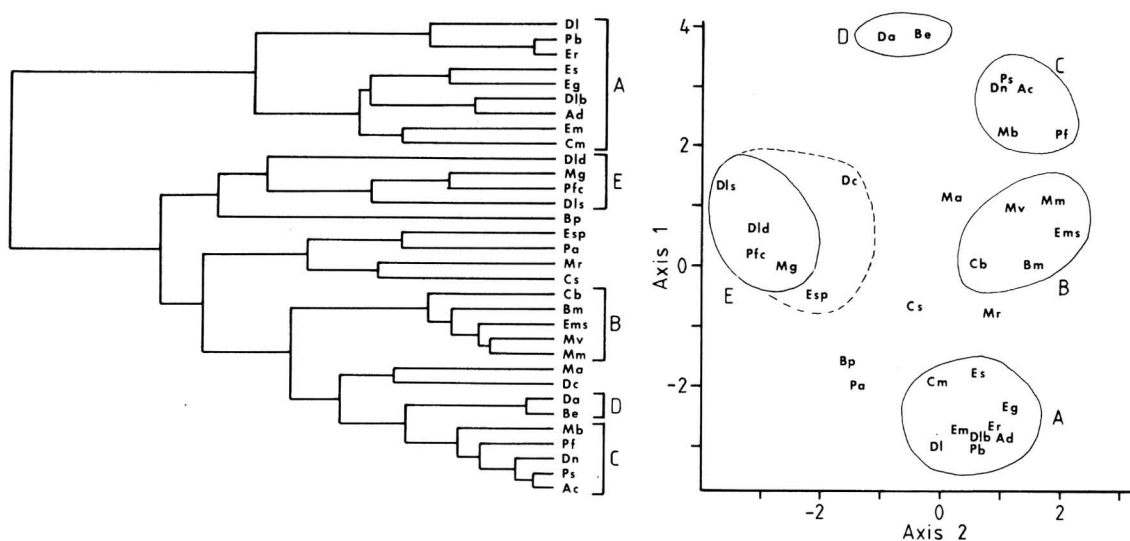 Dl
Pb
Er
Es
Eg
Dlb
Ad
Em
Cm
A
Dld
Mg
Pfc
Dls
E
Bp
Esp
Pa
Mr
Cs
Cb
Bm
Ems
Mv
Mm
B
Ma
Dc
Da
Be
D
Mb
Pf
Dn
Ps
Ac
C
4
2
0
-2
Axis 1
D
Da Be
C
Ps
Dn Ac
Mb Pf
Dls
Dc
Ma
Mv
Mm
Ems
Dld
Pfc
Mg
Cb
Bm
E
Esp
B
Cs
Mr
Bp
Pa
Cm
Es
Eg
A
Em
Er
Dlb
Ad
Dl
Pb
-2
0
2
Axis 2